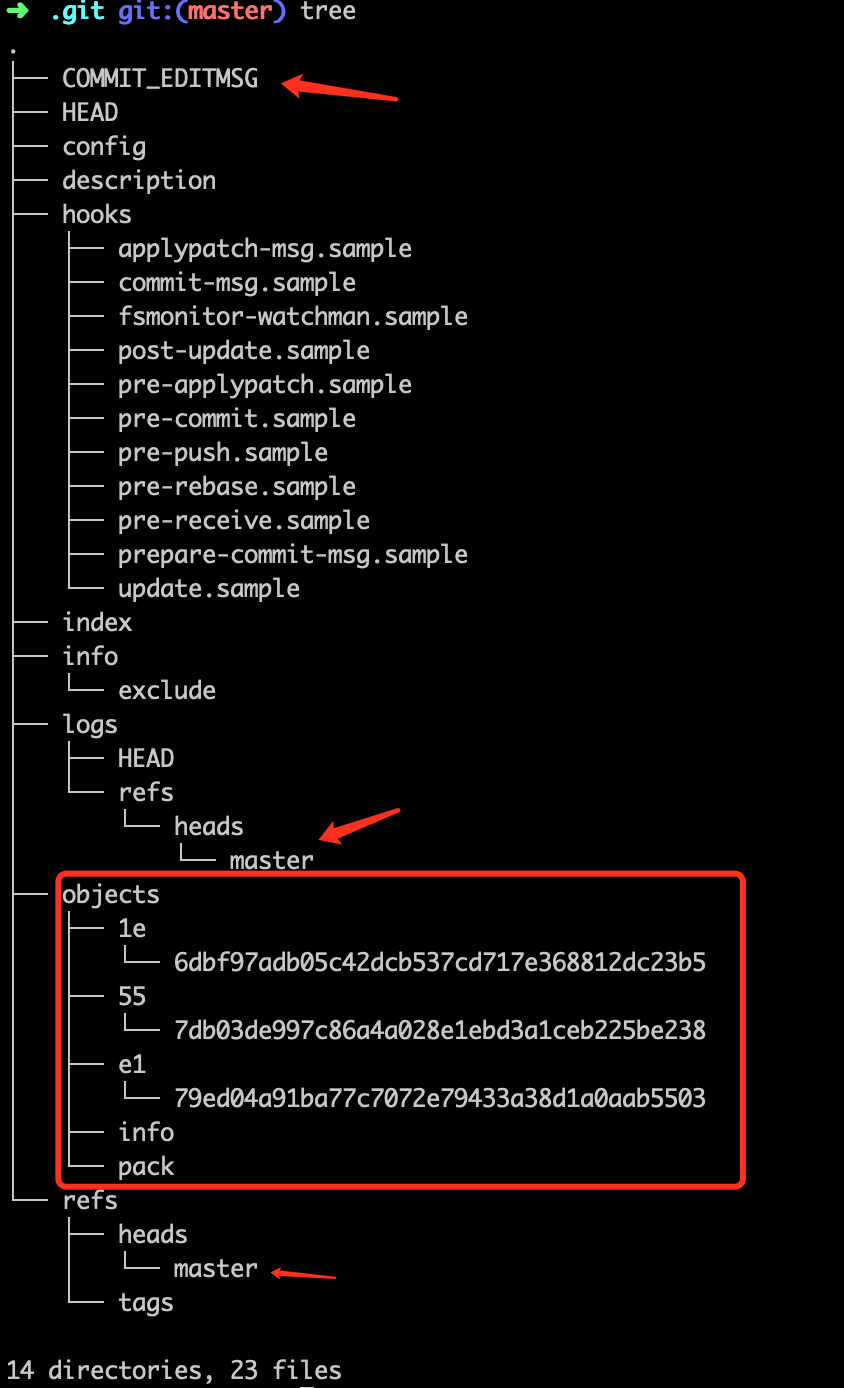 ➜ .git git:(master) tree
.
├── COMMIT_EDITMSG
├── HEAD
├── config
├── description
├── hooks
│   ├── applypatch-msg.sample
│   ├── commit-msg.sample
│   ├── fsmonitor-watchman.sample
│   ├── post-update.sample
│   ├── pre-applypatch.sample
│   ├── pre-commit.sample
│   ├── pre-push.sample
│   ├── pre-rebase.sample
│   ├── pre-receive.sample
│   ├── prepare-commit-msg.sample
│   └── update.sample
├── index
├── info
│   └── exclude
├── logs
│   ├── HEAD
│   └── refs
│       └── heads
│           └── master
├── objects
│   ├── 1e
│   │   └── 6dbf97adb05c42dcb537cd717e368812dc23b5
│   ├── 55
│   │   └── 7db03de997c86a4a028e1ebd3a1ceb225be238
│   ├── e1
│   │   └── 79ed04a91ba77c7072e79433a38d1a0aab5503
│   ├── info
│   └── pack
└── refs
    ├── heads
    │   └── master
    └── tags
14 directories, 23 files